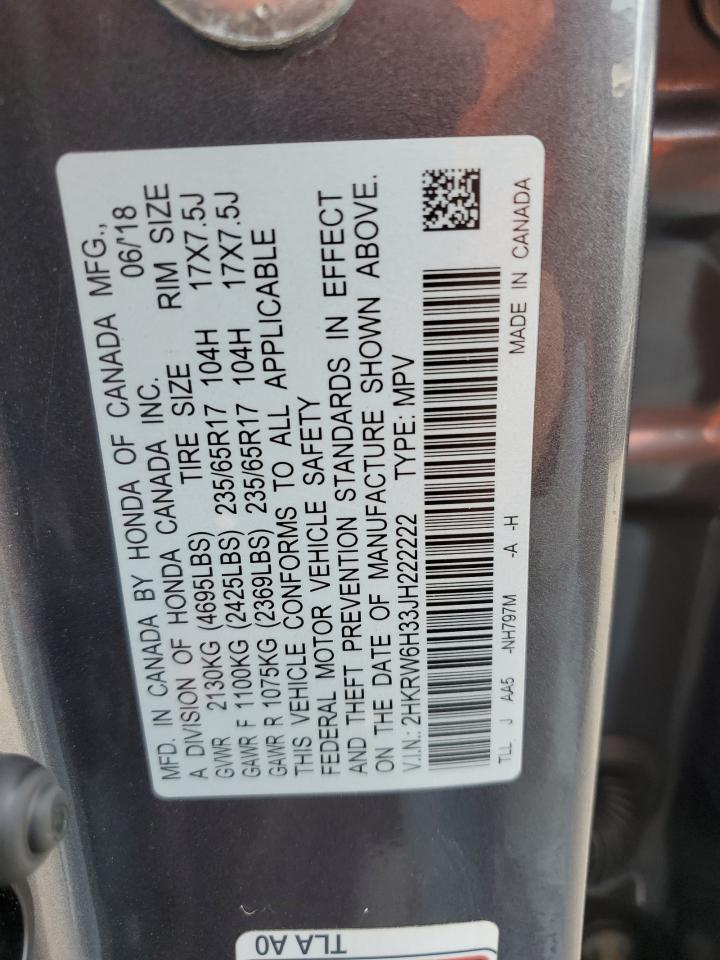 MFD. IN CANADA BY HONDA OF CANADA MFG.,
A DIVISION OF HONDA CANADA INC. 06/'18
GVWR 2130KG (4695LBS) TIRE SIZE RIM SIZE
GAWR F 1100KG (2425LBS) 235/65R17 104H 17X7.5J
GAWR R 1075KG (2369LBS) 235/65R17 104H 17X7.5J
THIS VEHICLE CONFORMS TO ALL APPLICABLE
FEDERAL MOTOR VEHICLE SAFETY
AND THEFT PREVENTION STANDARDS IN EFFECT
ON THE DATE OF MANUFACTURE SHOWN ABOVE.
V.I.N.: 2HKRW6H33JH222222 TYPE: MPV
TLL J AA5 -NH797M -A -H MADE IN CANADA
TLA A0